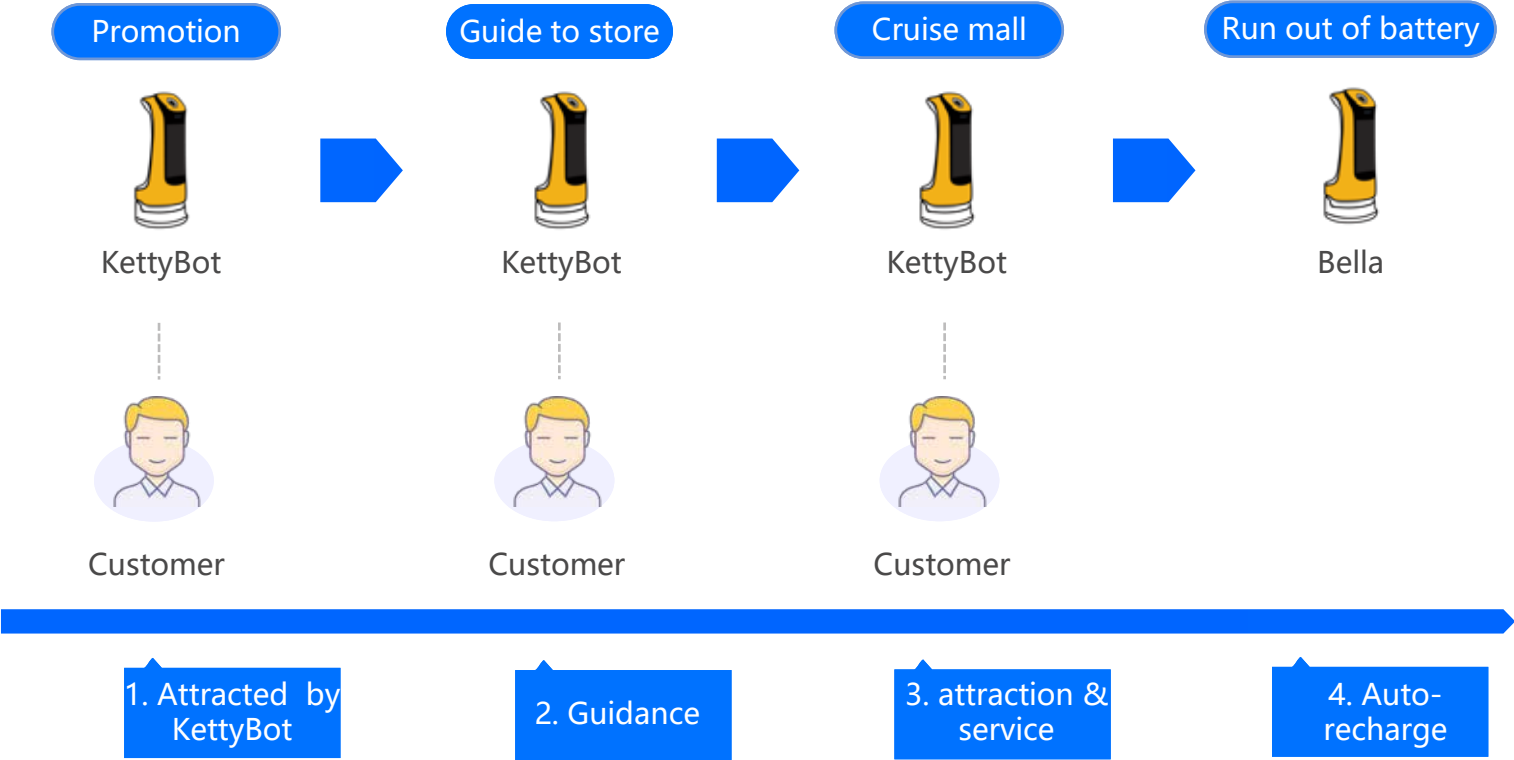 Promotion
Guide to store
Cruise mall
Run out of battery
KettyBot
KettyBot
KettyBot
Bella
Customer
Customer
Customer
1. Attracted by
KettyBot
2. Guidance
3. attraction &
service
4. Auto-
recharge